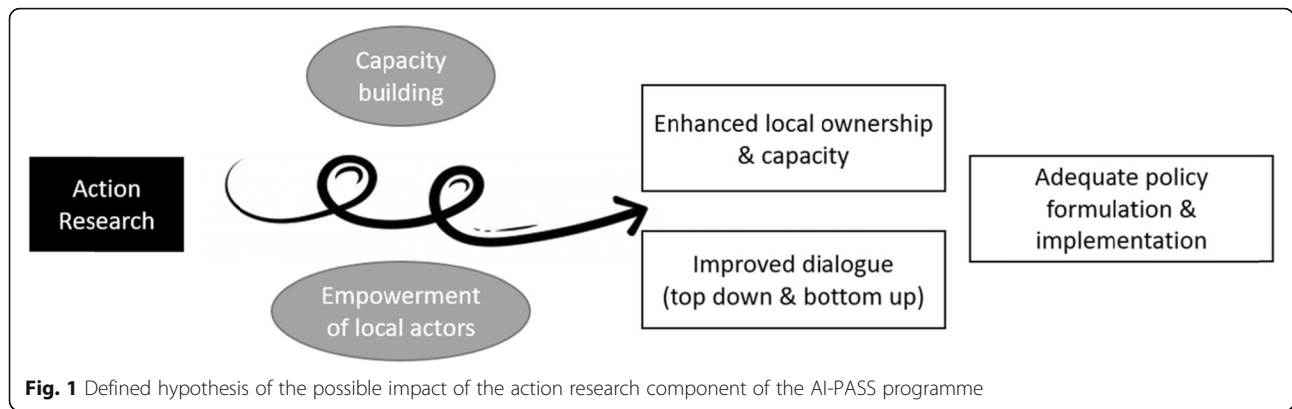 Capacity
building
Action
Research
Empowerment
of local actors
Enhanced local ownership
& capacity
Improved dialogue
(top down & bottom up)
Adequate policy
formulation &
implementation
Fig. 1 Defined hypothesis of the possible impact of the action research component of the AI-PASS programme